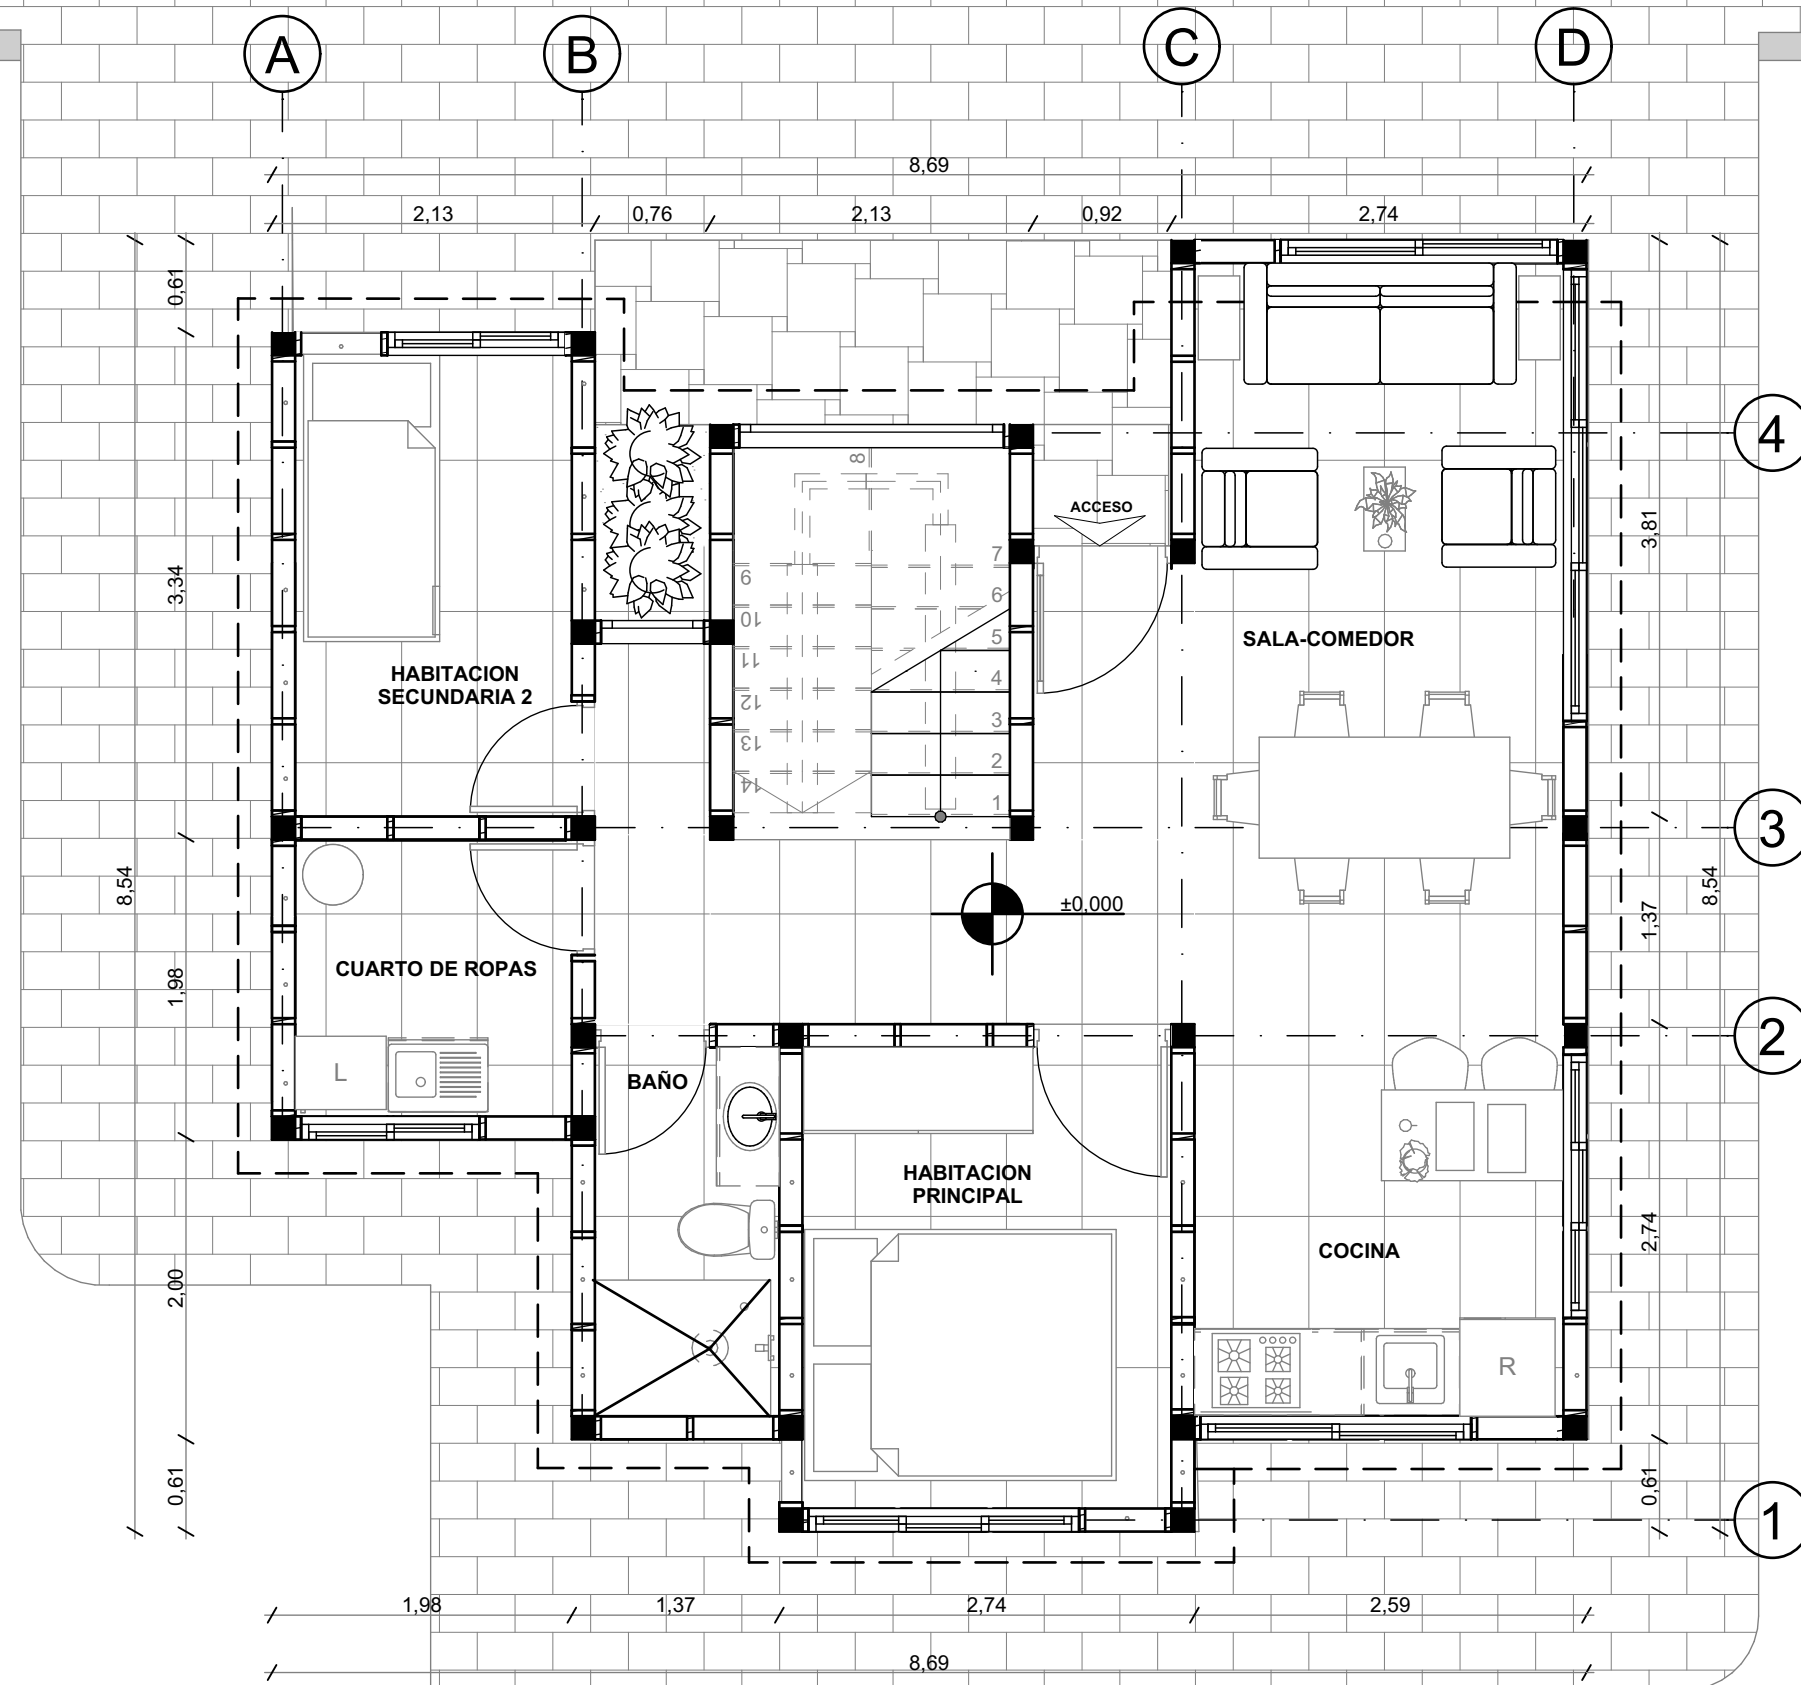 A
B
C
D
8,69
2,13
0,76
2,13
0,92
2,74
0,61
3,34
1,98
2,00
0,61
8,54
4
3
2
1
3,81
1,37
2,74
0,61
8,54
8
ACCESO
7
6
5
4
3
2
1
9
10
11
12
13
14
SALA-COMEDOR
HABITACION
SECUNDARIA 2
±0,000
CUARTO DE ROPAS
L
BAÑO
HABITACION
PRINCIPAL
COCINA
R
1,98
1,37
2,74
2,59
8,69